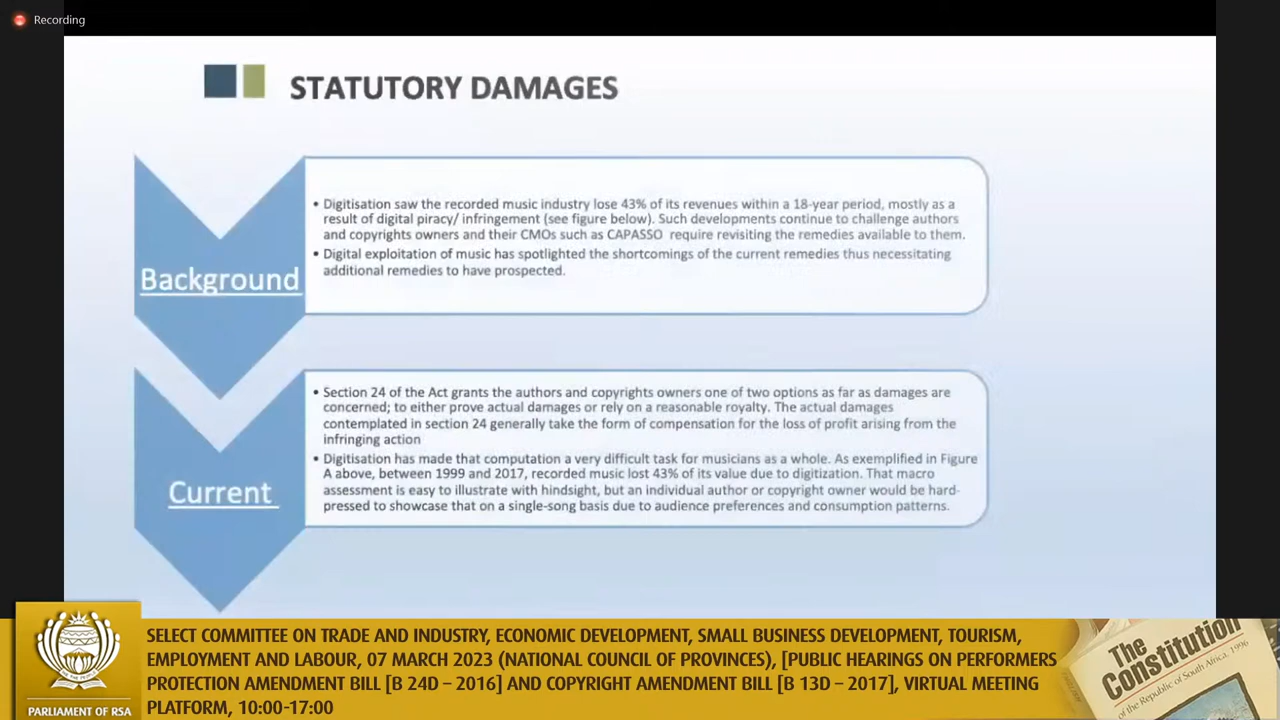 Recording
STATUTORY DAMAGES
Background
• Digitisation saw the recorded music industry lose 43% of its revenues within a 18-year period, mostly as a
result of digital piracy/ infringement (see figure below). Such developments continue to challenge authors
and copyrights owners and their CMOs such as CAPASSO require revisiting the remedies available to them.
• Digital exploitation of music has spotlighted the shortcomings of the current remedies thus necessitating
additional remedies to have prospected.
Current
• Section 24 of the Act grants the authors and copyrights owners one of two options as far as damages are
concerned; to either prove actual damages or rely on a reasonable royalty. The actual damages
contemplated in section 24 generally take the form of compensation for the loss of profit arising from the
infringing action
• Digitisation has made that computation a very difficult task for musicians as a whole. As exemplified in Figure
A above, between 1999 and 2017, recorded music lost 43% of its value due to digitization. That macro
assessment is easy to illustrate with hindsight, but an individual author or copyright owner would be hard-
pressed to showcase that on a single-song basis due to audience preferences and consumption patterns.
PARLIAMENT OF RSA
SELECT COMMITTEE ON TRADE AND INDUSTRY, ECONOMIC DEVELOPMENT, SMALL BUSINESS DEVELOPMENT, TOURISM,
EMPLOYMENT AND LABOUR, 07 MARCH 2023 (NATIONAL COUNCIL OF PROVINCES), [PUBLIC HEARINGS ON PERFORMERS
PROTECTION AMENDMENT BILL [B 24D – 2016] AND COPYRIGHT AMENDMENT BILL [B 13D – 2017], VIRTUAL MEETING
PLATFORM, 10:00-17:00
The
Constitution
of the Republic of South Africa, 1996